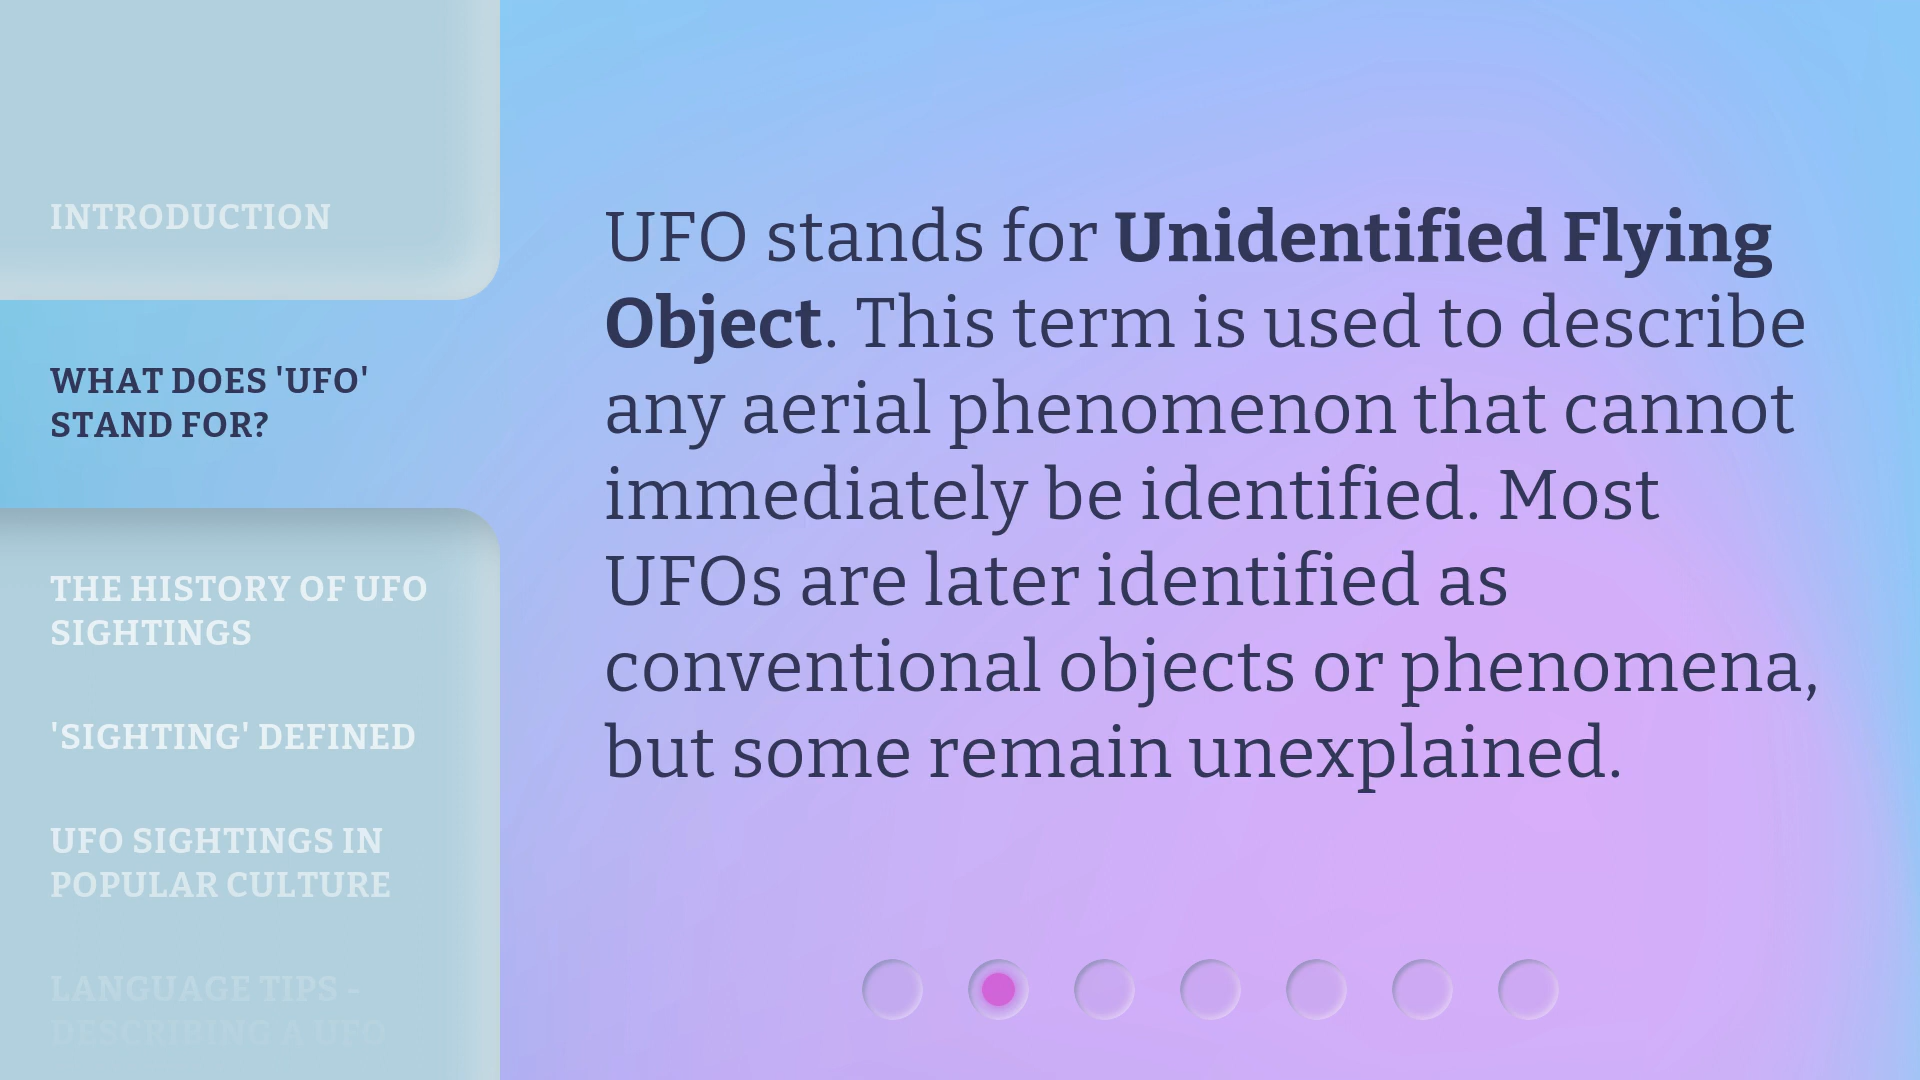 INTRODUCTION
WHAT DOES 'UFO'
STAND FOR?
THE HISTORY OF UFO
SIGHTINGS
'SIGHTING' DEFINED
UFO SIGHTINGS IN
POPULAR CULTURE
LANGUAGE TIPS -
DESCRIBING A UFO
UFO stands for Unidentified Flying
Object. This term is used to describe
any aerial phenomenon that cannot
immediately be identified. Most
UFOs are later identified as
conventional objects or phenomena,
but some remain unexplained.